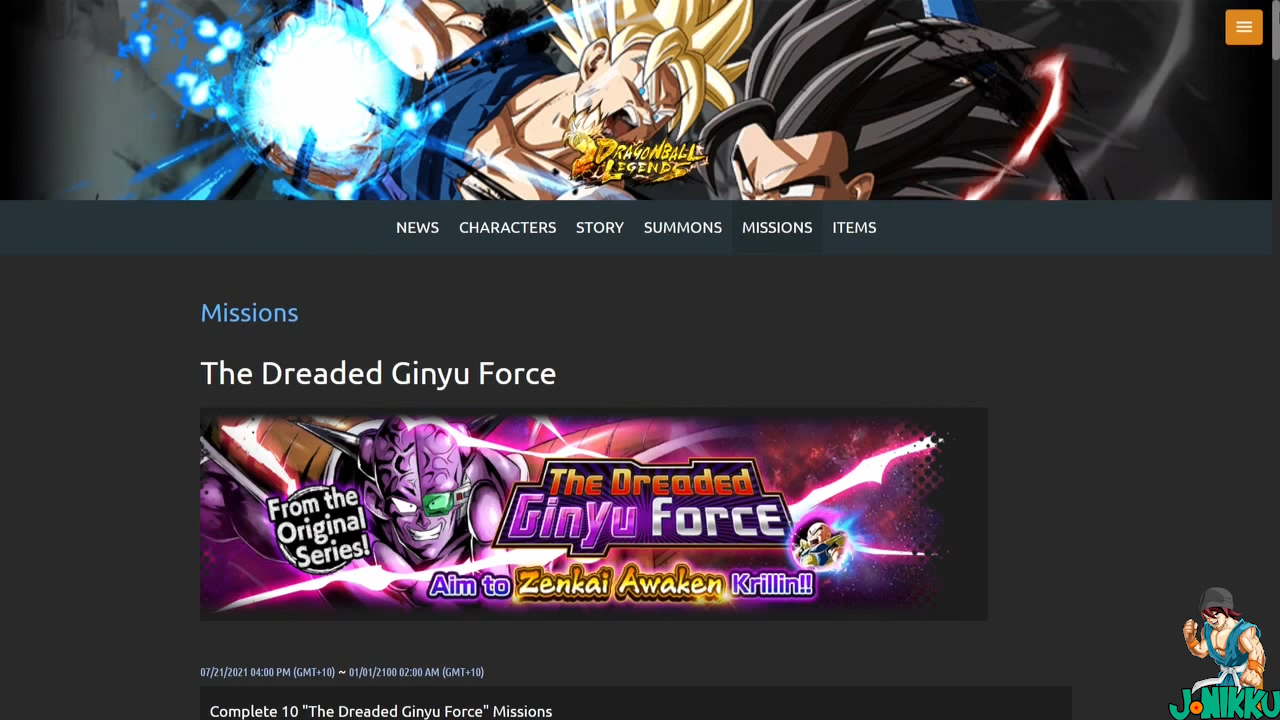 DRAGONBALL
LEGENDS
NEWS CHARACTERS STORY SUMMONS MISSIONS ITEMS
Missions
The Dreaded Ginyu Force
From the
Original
Series!
The Dreaded
Ginyu Force
Aim to Zenkai Awaken Krillin!!
07/21/2021 04:00 PM (GMT+10) ~ 01/01/2100 02:00 AM (GMT+10)
Complete 10 "The Dreaded Ginyu Force" Missions
JONIKKU